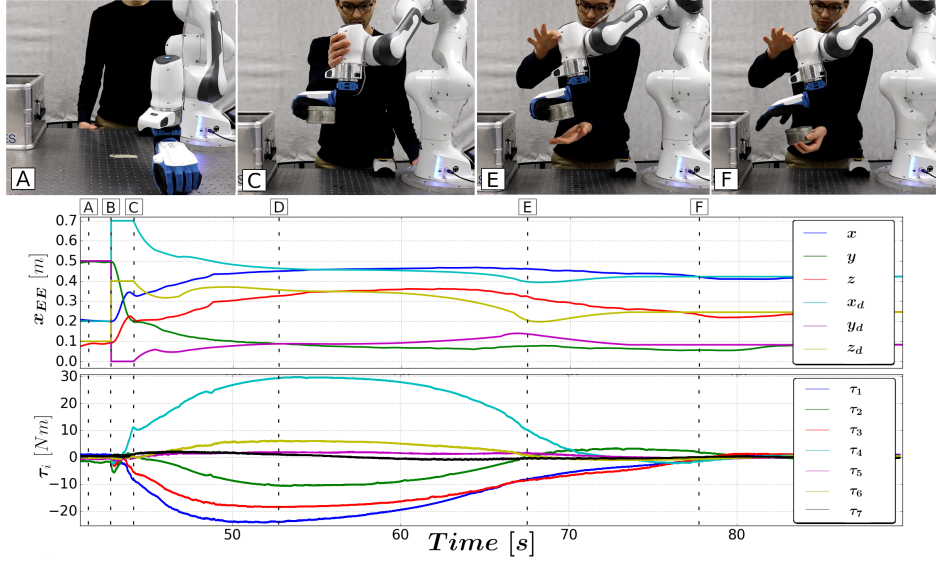 ES
A
C
E
F
A B C D E F
0.7
0.6
0.5
0.4
0.3
0.2
0.1
0.0
x_EE [m]
x
y
z
x_d
y_d
z_d
30
20
10
0
−10
−20
τ_i [Nm]
τ_1
τ_2
τ_3
τ_4
τ_5
τ_6
τ_7
50 60 70 80
Time [s]